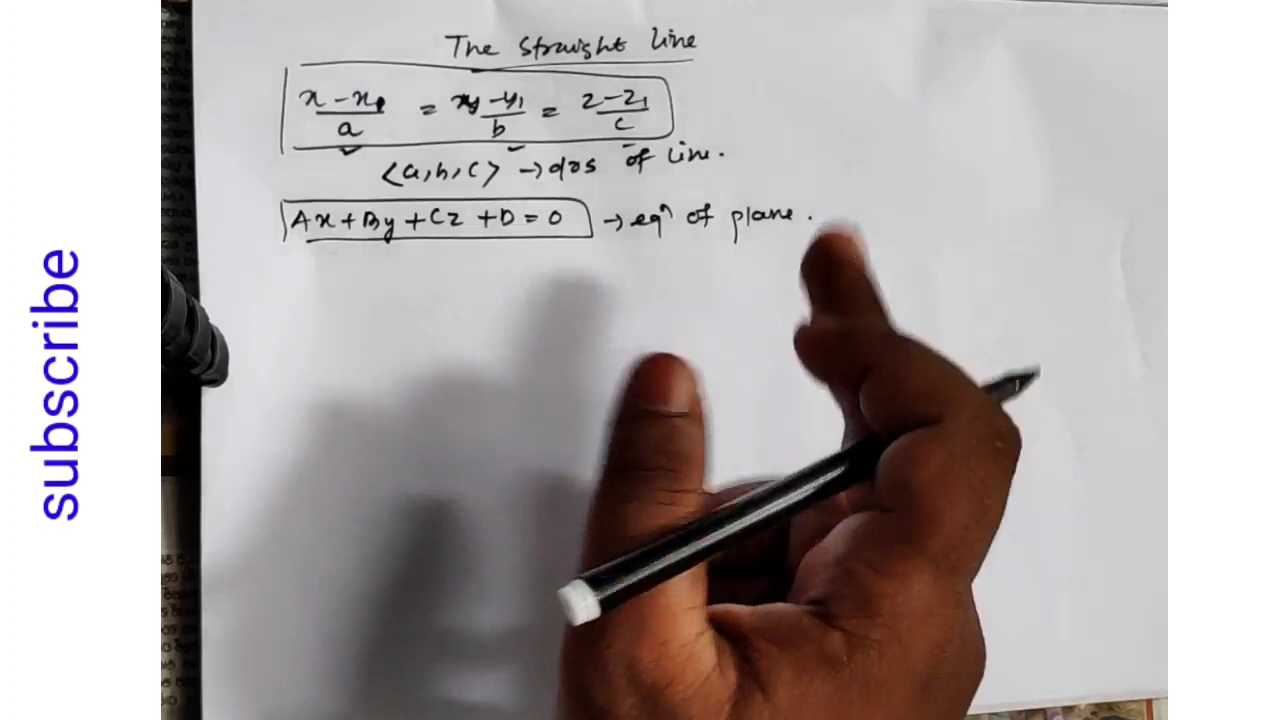 The Straight line
x - x1 / a = y - y1 / b = z - z1 / c
<a, b, c> → drs of line.
Ax + By + Cz + D = 0 → eqn of plane.
subscribe